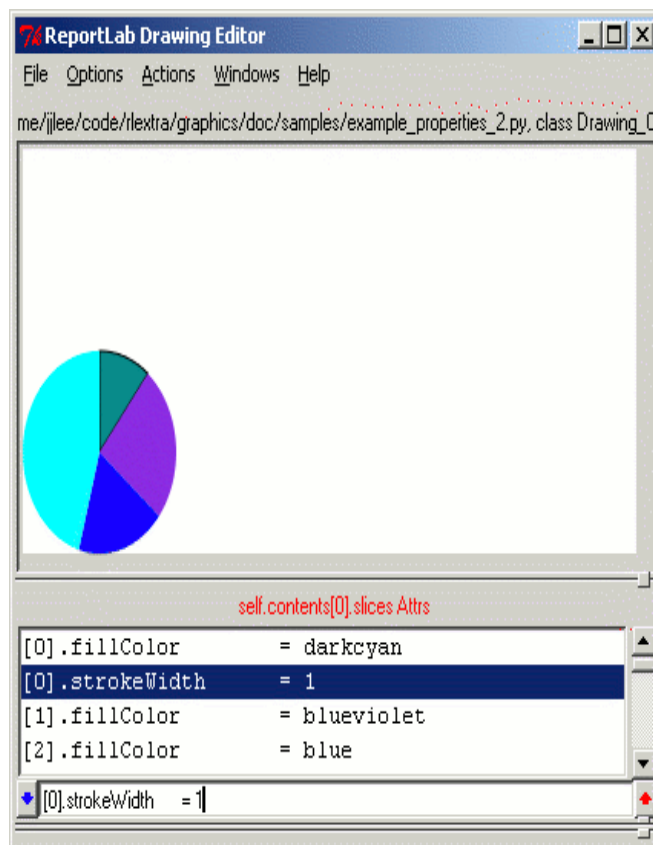 ReportLab Drawing Editor
File Options Actions Windows Help
me/jjlee/code/rlextra/graphics/doc/samples/example_properties_2.py, class Drawing_0
self.contents[0].slices Attrs
[0].fillColor = darkcyan
[0].strokeWidth = 1
[1].fillColor = blueviolet
[2].fillColor = blue
[0].strokeWidth = 1